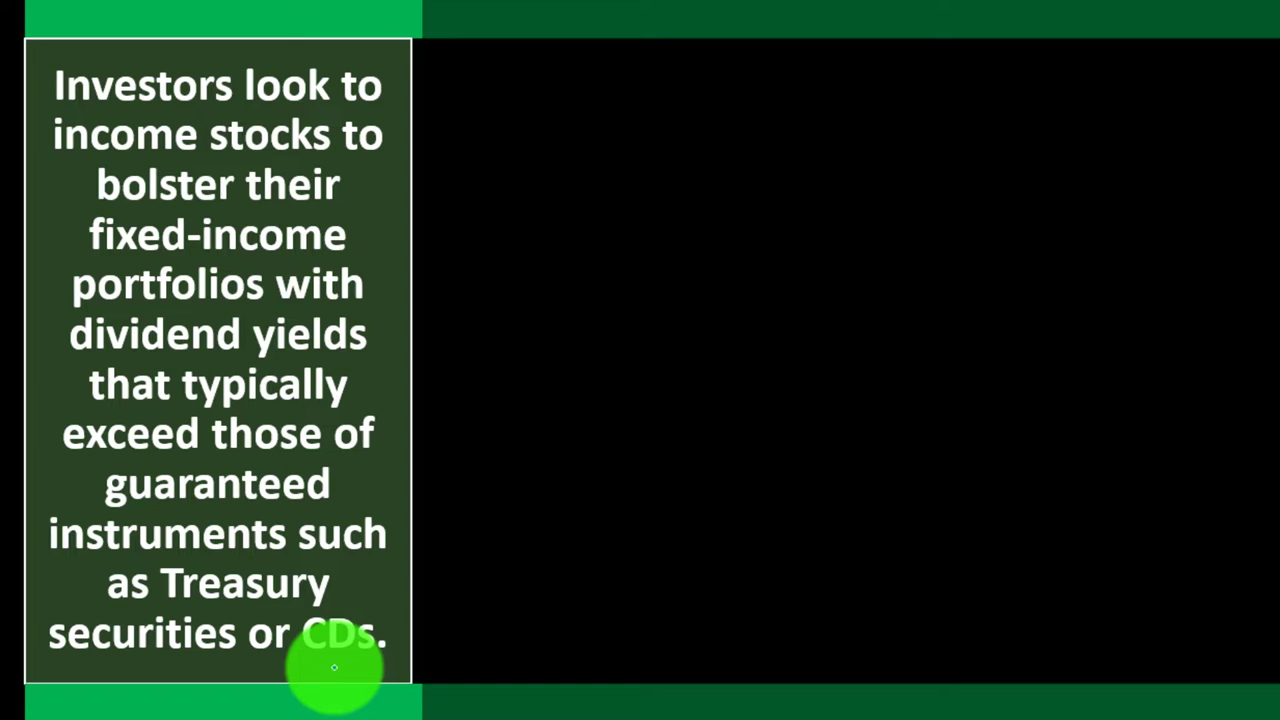 Investors look to
income stocks to
bolster their
fixed-income
portfolios with
dividend yields
that typically
exceed those of
guaranteed
instruments such
as Treasury
securities or CDs.